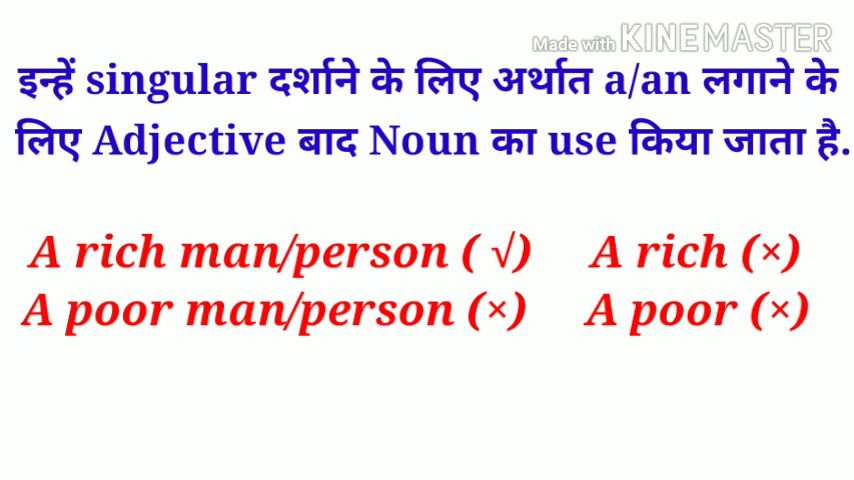 Made with KINEMASTER
इन्हें singular दर्शाने के लिए अर्थात a/an लगाने के
लिए Adjective बाद Noun का use किया जाता है.
A rich man/person ( √) A rich (×)
A poor man/person (×) A poor (×)